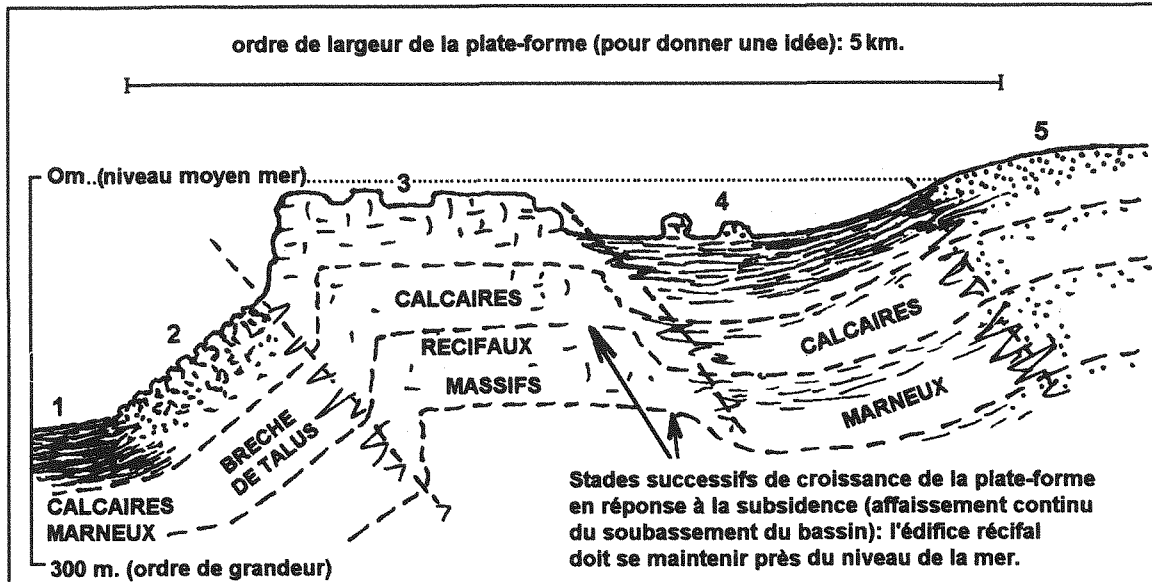 ordre de largeur de la plate-forme (pour donner une idée): 5 km.
5
Om..(niveau moyen mer)
3
4
CALCAIRES
2
RECIFAUX
CALCAIRES
MASSIFS
1
MARNEUX
BRECHE
DE TALUS
CALCAIRES
MARNEUX
Stades successifs de croissance de la plate-forme
en réponse à la subsidence (affaissement continu
du soubassement du bassin): l'édifice récifal
doit se maintenir près du niveau de la mer.
300 m. (ordre de grandeur)